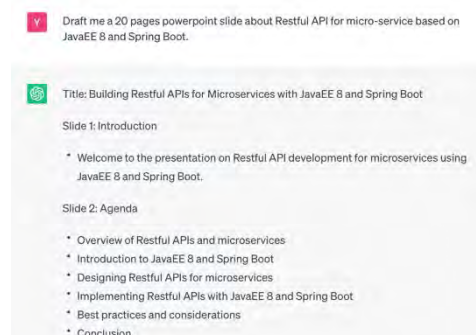 Y
Draft me a 20 pages powerpoint slide about Restful API for micro-service based on
JavaEE 8 and Spring Boot.
Title: Building Restful APIs for Microservices with JavaEE 8 and Spring Boot
Slide 1: Introduction
* Welcome to the presentation on Restful API development for microservices using
JavaEE 8 and Spring Boot.
Slide 2: Agenda
* Overview of Restful APIs and microservices
* Introduction to JavaEE 8 and Spring Boot
* Designing Restful APIs for microservices
* Implementing Restful APIs with JavaEE 8 and Spring Boot
* Best practices and considerations
* Conclusion